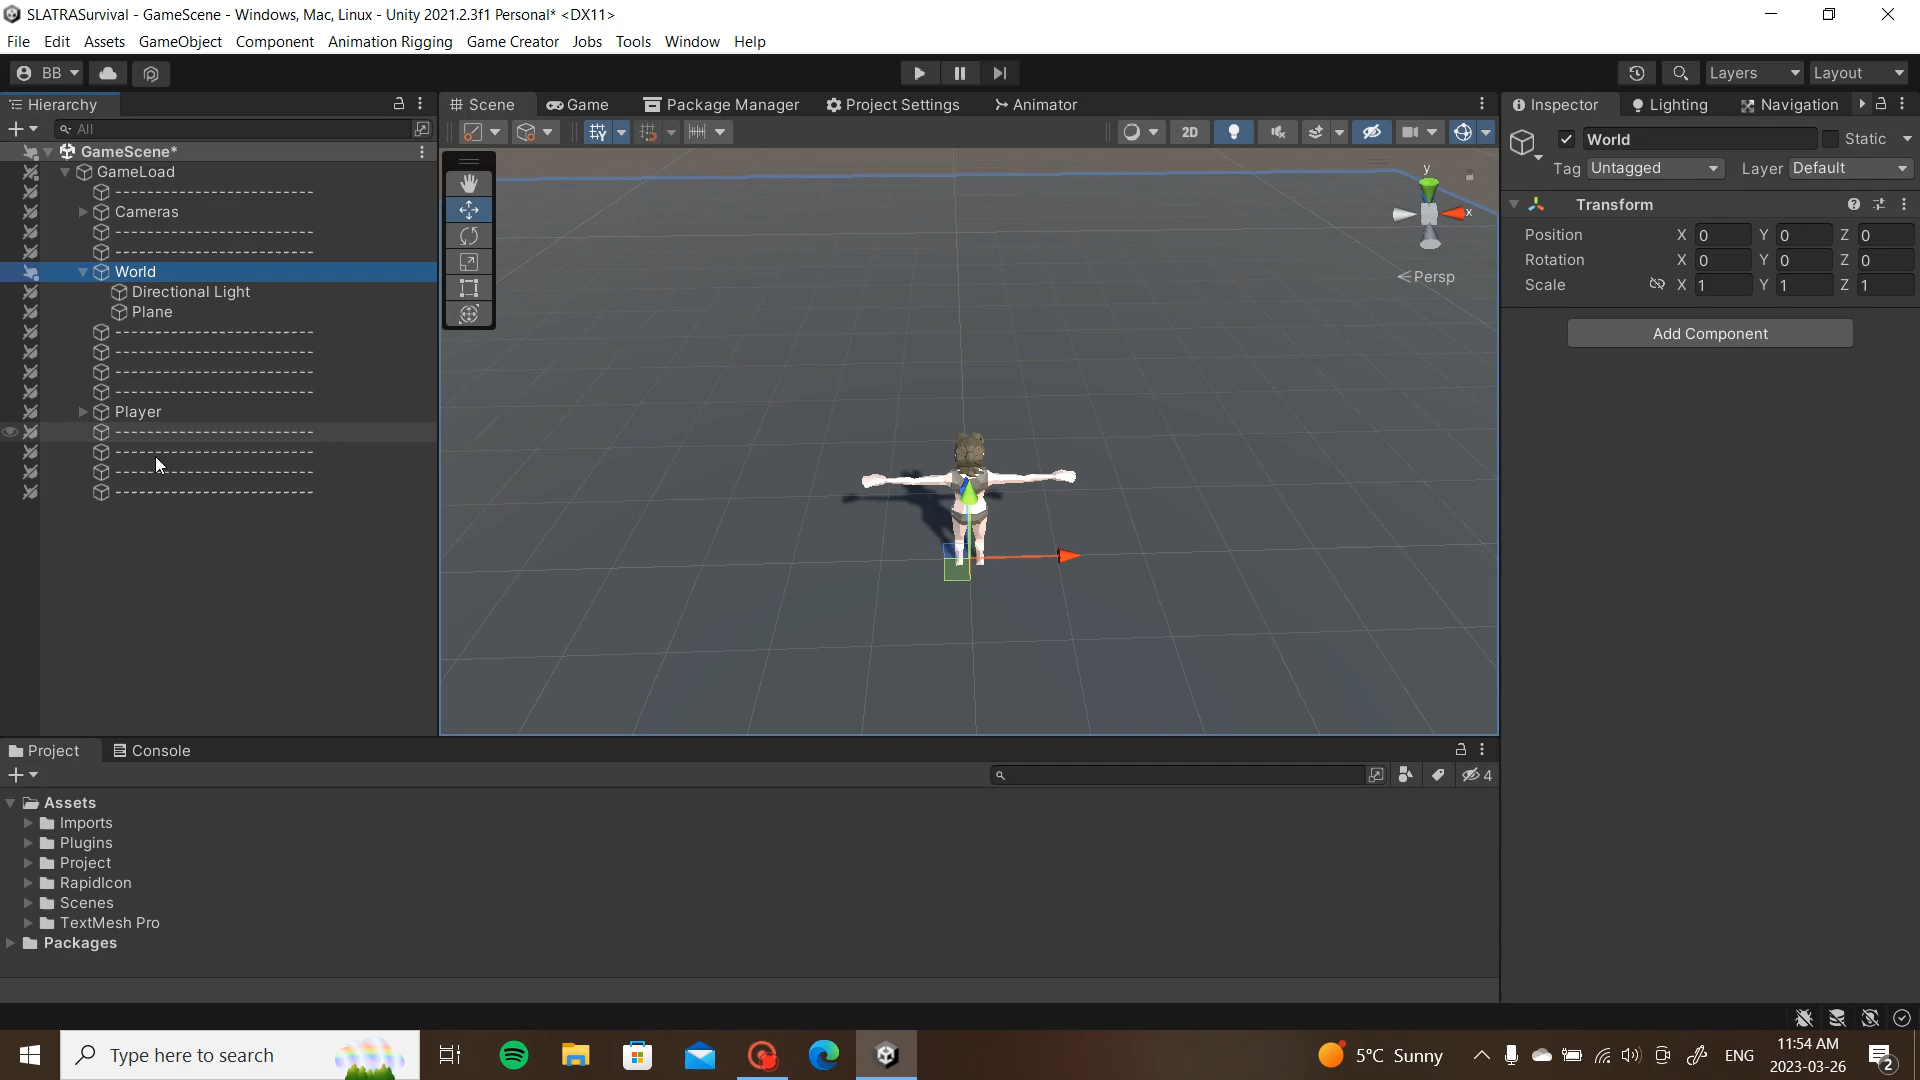 SLATRASurvival - GameScene - Windows, Mac, Linux - Unity 2021.2.3f1 Personal* <DX11>
File Edit Assets GameObject Component Animation Rigging Game Creator Jobs Tools Window Help
BB Layers Layout
Hierarchy Scene Game Package Manager Project Settings Animator Inspector Lighting Navigation
All 2D World Static
GameScene* Tag Untagged Layer Default
GameLoad y
---------------------------- Transform
Cameras x
---------------------------- Position X 0 Y 0 Z 0
---------------------------- Rotation X 0 Y 0 Z 0
World Persp Scale X 1 Y 1 Z 1
Directional Light
Plane
---------------------------- Add Component
----------------------------
----------------------------
----------------------------
Player
----------------------------
----------------------------
----------------------------
----------------------------
Project Console
4
Assets
Imports
Plugins
Project
RapidIcon
Scenes
TextMesh Pro
Packages
Type here to search 5°C Sunny ENG 11:54 AM
2023-03-26 2